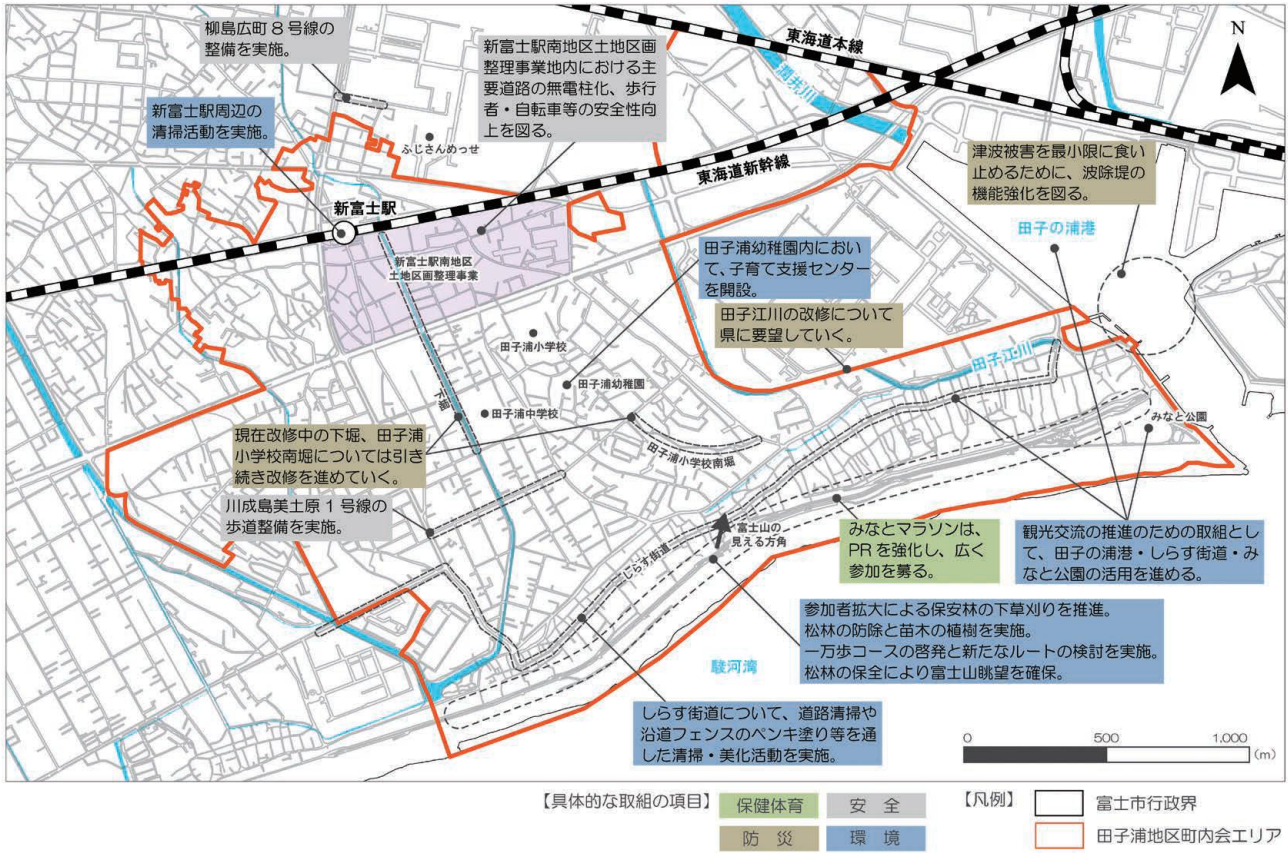 柳島広町8号線の
整備を実施。
新富士駅南地区土地区画
整理事業地内における主
要道路の無電柱化、歩行
者・自転車等の安全性向
上を図る。
新富士駅周辺の
清掃活動を実施。
ふじさんめっせ
東海道本線
潤井川
N
東海道新幹線
新富士駅
津波被害を最小限に食い
止めるために、波除堤の
機能強化を図る。
田子の浦港
新富士駅南地区
土地区画整理事業
田子浦幼稚園内におい
て、子育て支援センター
を開設。
田子江川の改修について
県に要望していく。
田子浦小学校
田子江川
田子浦幼稚園
下堀
田子浦中学校
みなと公園
現在改修中の下堀、田子浦
小学校南堀については引き
続き改修を進めていく。
田子浦小学校南堀
川成島美土原1号線の
歩道整備を実施。
富士山の
見える方角
しらす街道
みなとマラソンは、
PRを強化し、広く
参加を募る。
観光交流の推進のための取組とし
て、田子の浦港・しらす街道・み
なと公園の活用を進める。
参加者拡大による保安林の下草刈りを推進。
松林の防除と苗木の植樹を実施。
一万歩コースの啓発と新たなルートの検討を実施。
松林の保全により富士山眺望を確保。
駿河湾
しらす街道について、道路清掃や
沿道フェンスのペンキ塗り等を通
した清掃・美化活動を実施。
0 500 1,000
(m)
【具体的な取組の項目】 保健体育 安 全
防 災 環 境
【凡例】 富士市行政界
田子浦地区町内会エリア